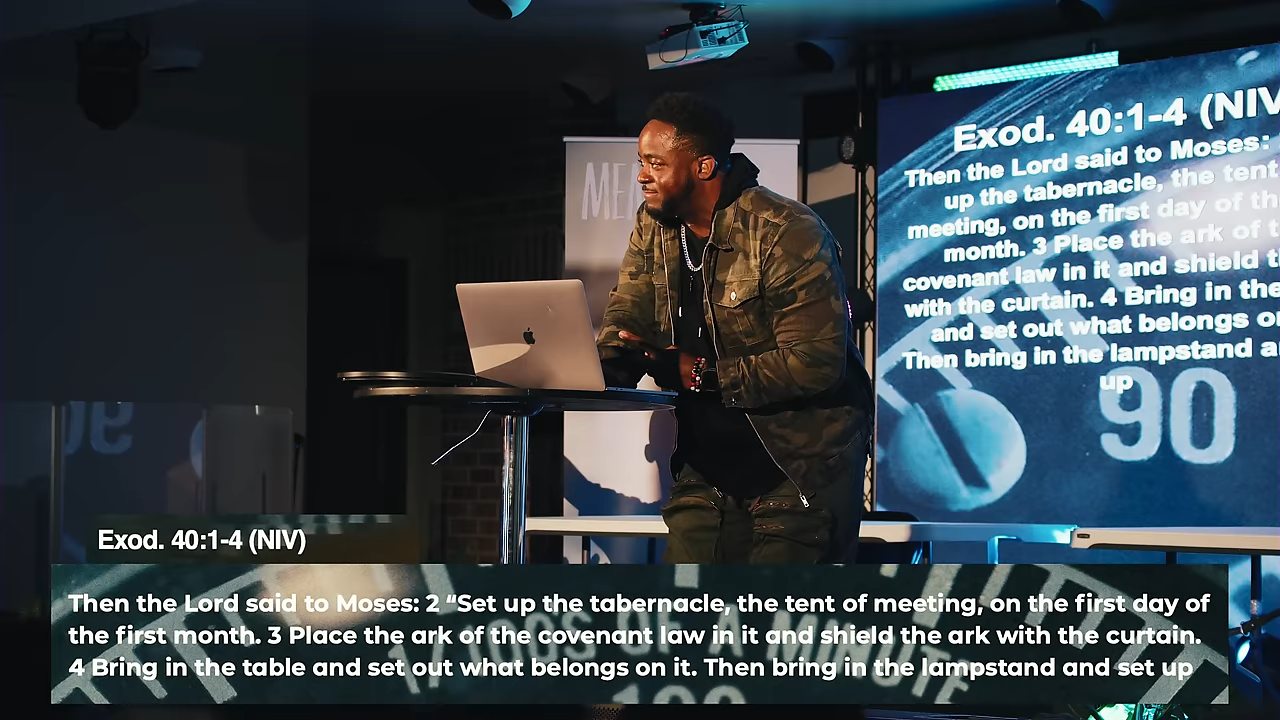 Exod. 40:1-4 (NIV
Then the Lord said to Moses:
up the tabernacle, the tent
meeting, on the first day of th
month. 3 Place the ark of t
covenant law in it and shield t
with the curtain. 4 Bring in the
and set out what belongs o
Then bring in the lampstand a
up
90
Exod. 40:1-4 (NIV)
Then the Lord said to Moses: 2 “Set up the tabernacle, the tent of meeting, on the first day of
the first month. 3 Place the ark of the covenant law in it and shield the ark with the curtain.
4 Bring in the table and set out what belongs on it. Then bring in the lampstand and set up
1/100S OF A MINUTE
100